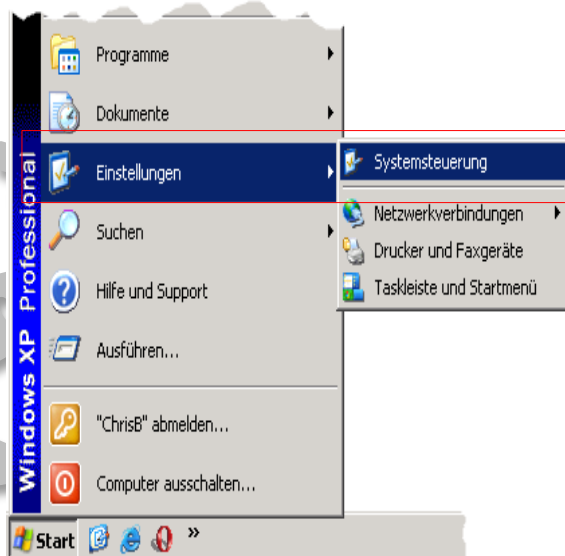 Programme
Dokumente
Einstellungen
Systemsteuerung
Netzwerkverbindungen
Drucker und Faxgeräte
Taskleiste und Startmenü
Suchen
Hilfe und Support
Ausführen...
"ChrisB" abmelden...
Computer ausschalten...
Windows XP Professional
Start
»